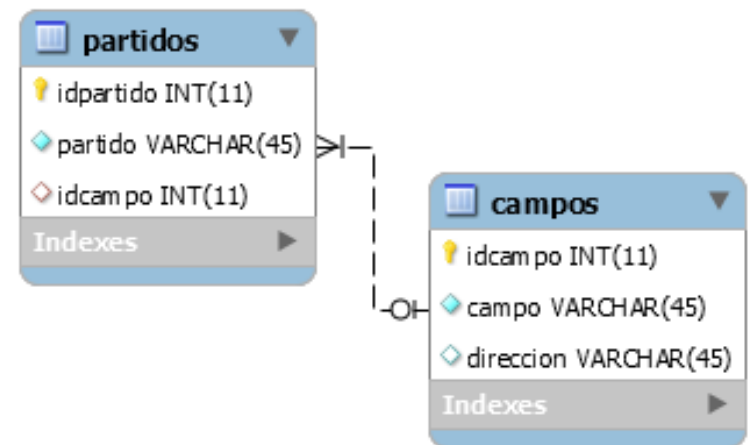 partidos
idpartido INT(11)
partido VARCHAR(45)
idcampo INT(11)
Indexes
campos
idcampo INT(11)
campo VARCHAR(45)
direccion VARCHAR(45)
Indexes